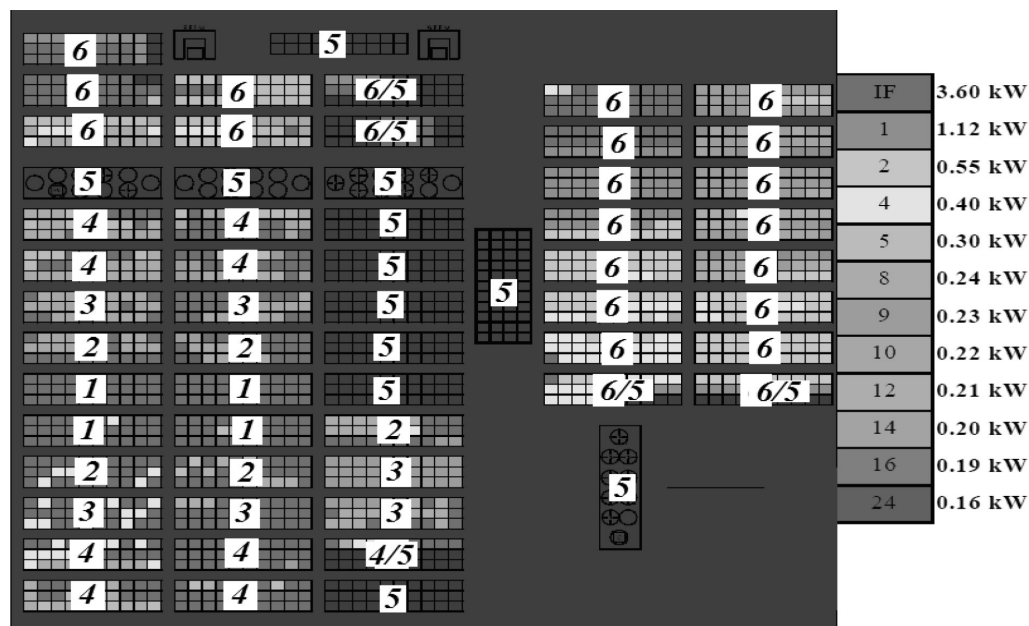 6 5
6 6 6/5 6 6 IF 3.60 kW
6 6 6/5 6 6 1 1.12 kW
5 5 5 6 6 2 0.55 kW
4 4 5 6 6 4 0.40 kW
4 4 5 5 6 6 5 0.30 kW
3 3 5 6 6 8 0.24 kW
2 2 5 6 6 9 0.23 kW
1 1 5 6/5 6/5 10 0.22 kW
1 1 2 12 0.21 kW
2 2 3 5 14 0.20 kW
3 3 3 16 0.19 kW
4 4 4/5 24 0.16 kW
4 4 5